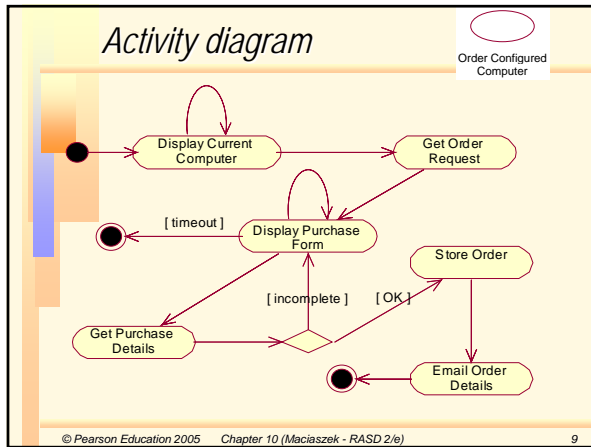 Activity diagram
Order Configured
Computer
Display Current
Computer
Get Order
Request
[ timeout ]
Display Purchase
Form
Store Order
[ incomplete ]
[ OK ]
Get Purchase
Details
Email Order
Details
© Pearson Education 2005 Chapter 10 (Maciaszek - RASD 2/e) 9